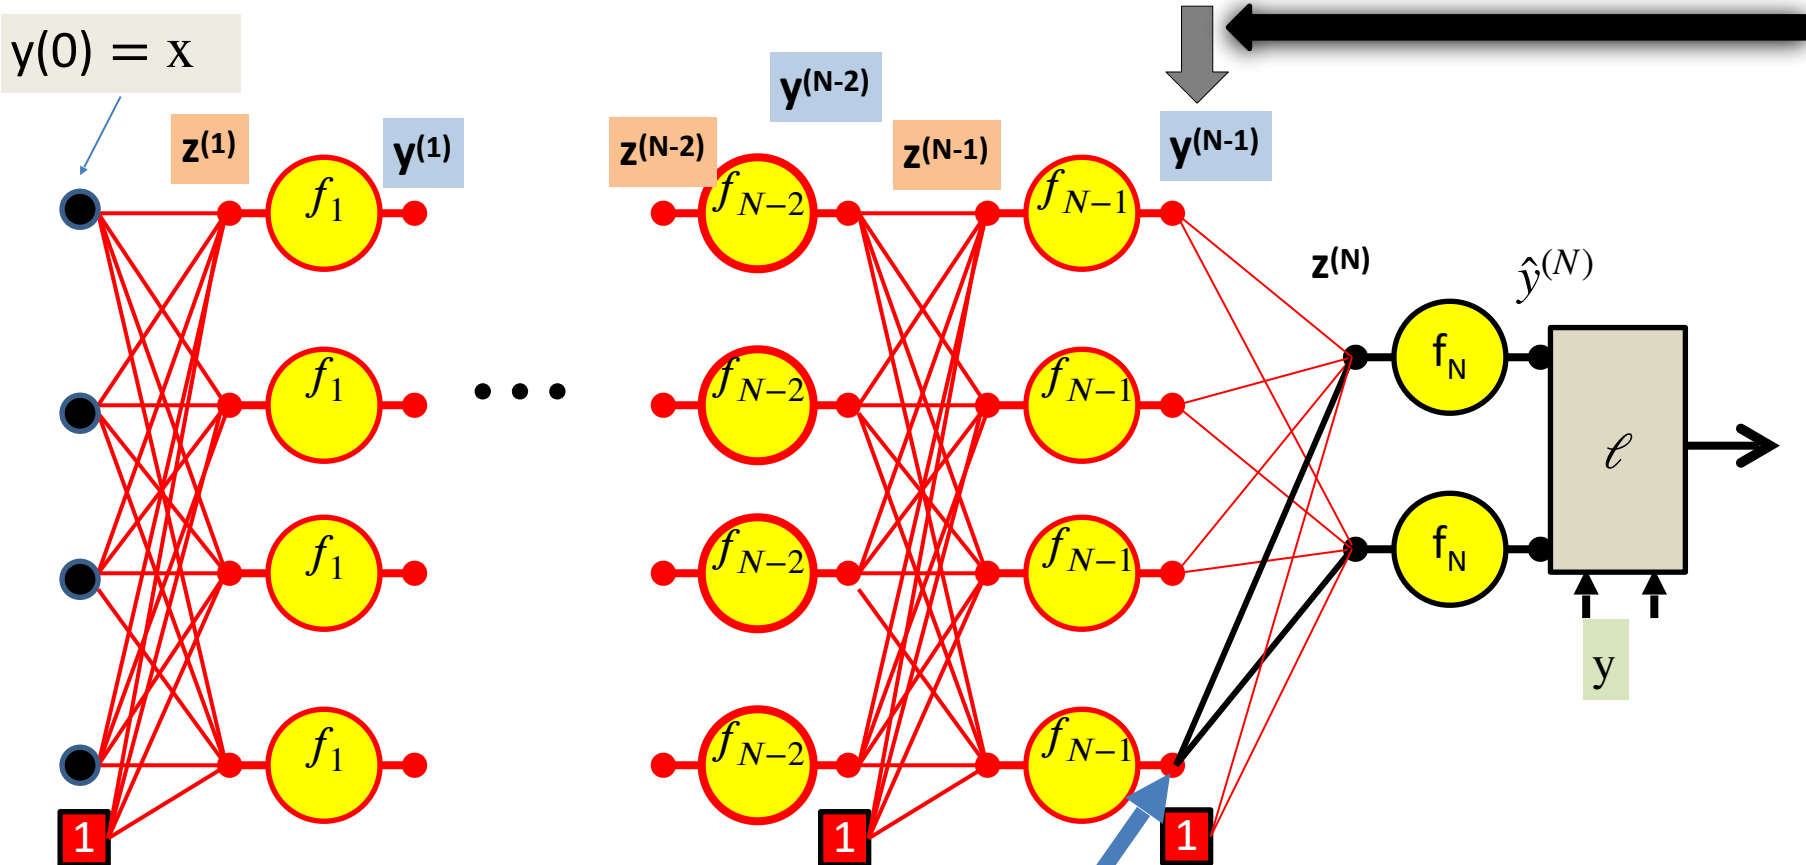 y(0) = x
z(1)
y(1)
z(N-2)
y(N-2)
z(N-1)
y(N-1)
z(N)
ŷ(N)
f1
fN−2
fN−1
f1
fN−2
fN−1
fN
• • •
ℓ
f1
fN−2
fN−1
fN
y
f1
fN−2
fN−1
1
1
1